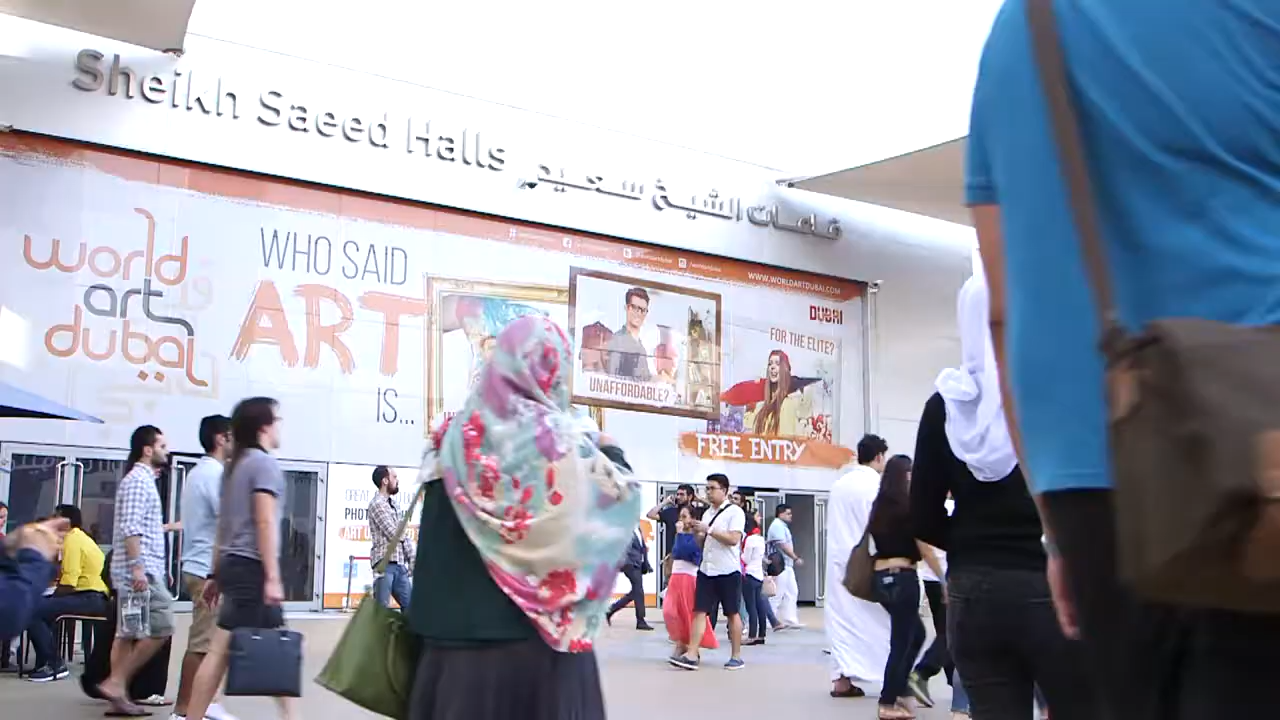 Sheikh Saeed Halls قاعات الشيخ سعيد
WWW.WORLDARTDUBAI.COM
world
art
dubai
WHO SAID
ART
IS...
UNAFFORDABLE?
DUBAI
FOR THE ELITE?
FREE ENTRY